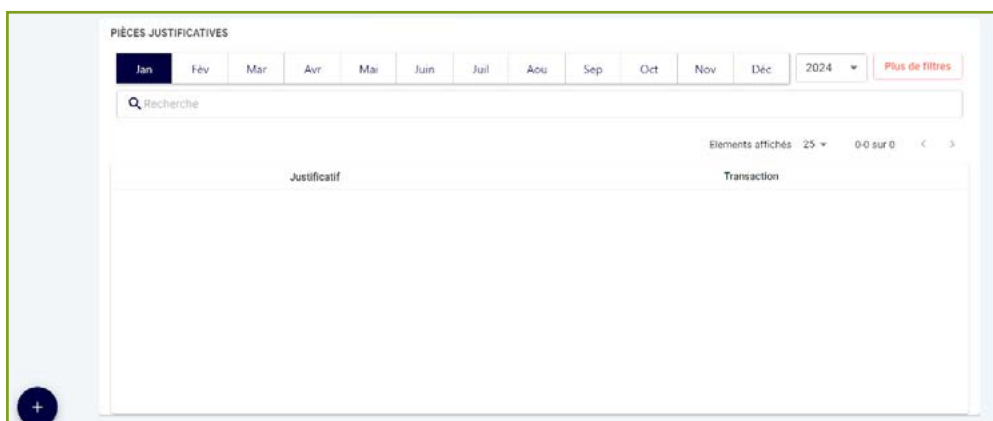 PIÈCES JUSTIFICATIVES
Jan Fév Mar Avr Mai Juin Juil Aou Sep Oct Nov Déc 2024 Plus de filtres
Recherche
Elements affichés 25 0-0 sur 0 < >
Justificatif Transaction
+